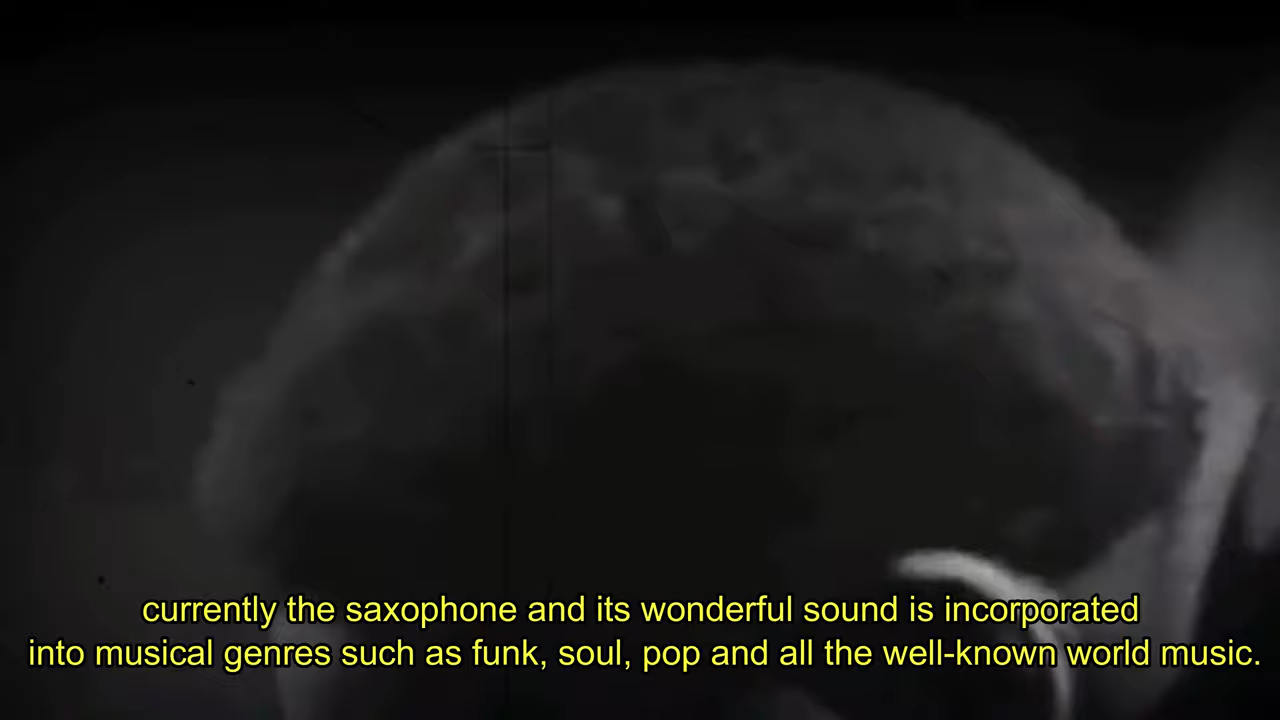 currently the saxophone and its wonderful sound is incorporated
into musical genres such as funk, soul, pop and all the well-known world music.